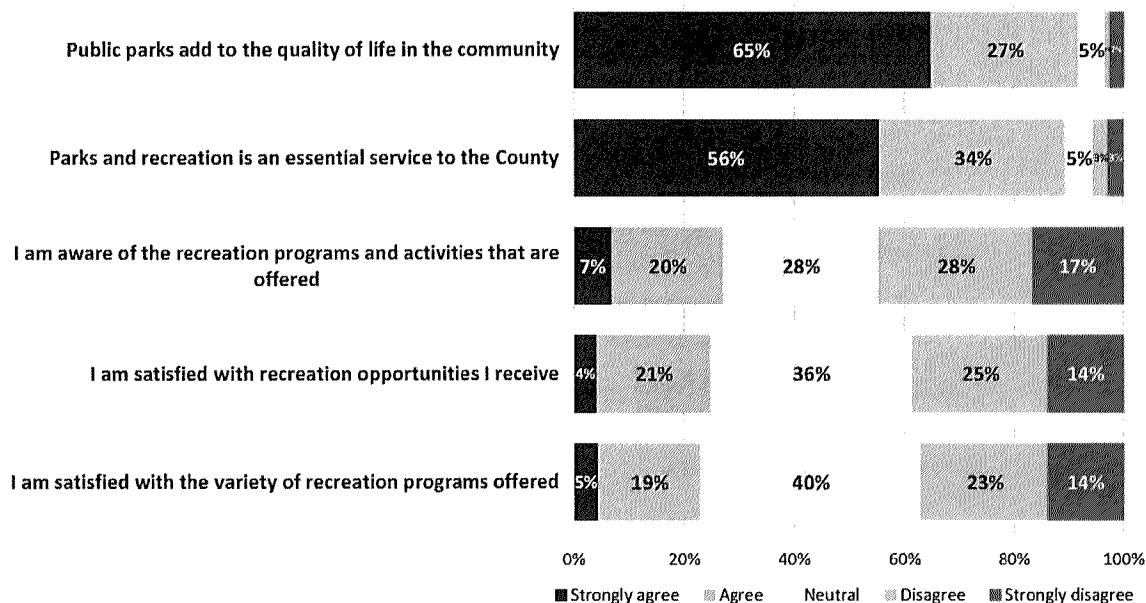 Public parks add to the quality of life in the community
65% 27% 5%
Parks and recreation is an essential service to the County
56% 34% 5% 3% 3%
I am aware of the recreation programs and activities that are
offered
7% 20% 28% 28% 17%
I am satisfied with recreation opportunities I receive
4% 21% 36% 25% 14%
I am satisfied with the variety of recreation programs offered
5% 19% 40% 23% 14%
0% 20% 40% 60% 80% 100%
Strongly agree Agree Neutral Disagree Strongly disagree